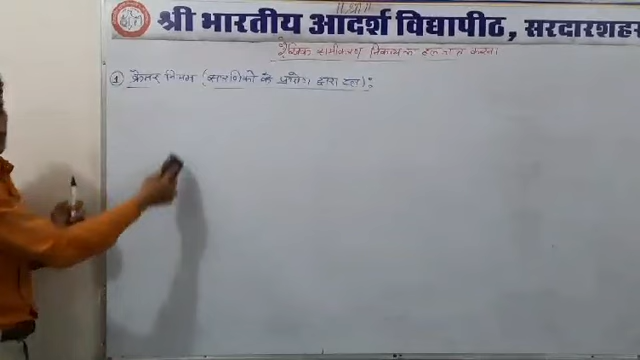 श्री भारतीय आदर्श विद्यापीठ, सरदारशहर
॥श्री॥
रैखिक समीकरण निकाय के हल ज्ञात करना।
① क्रेमर नियम (सारणिकों के प्रयोग द्वारा हल):